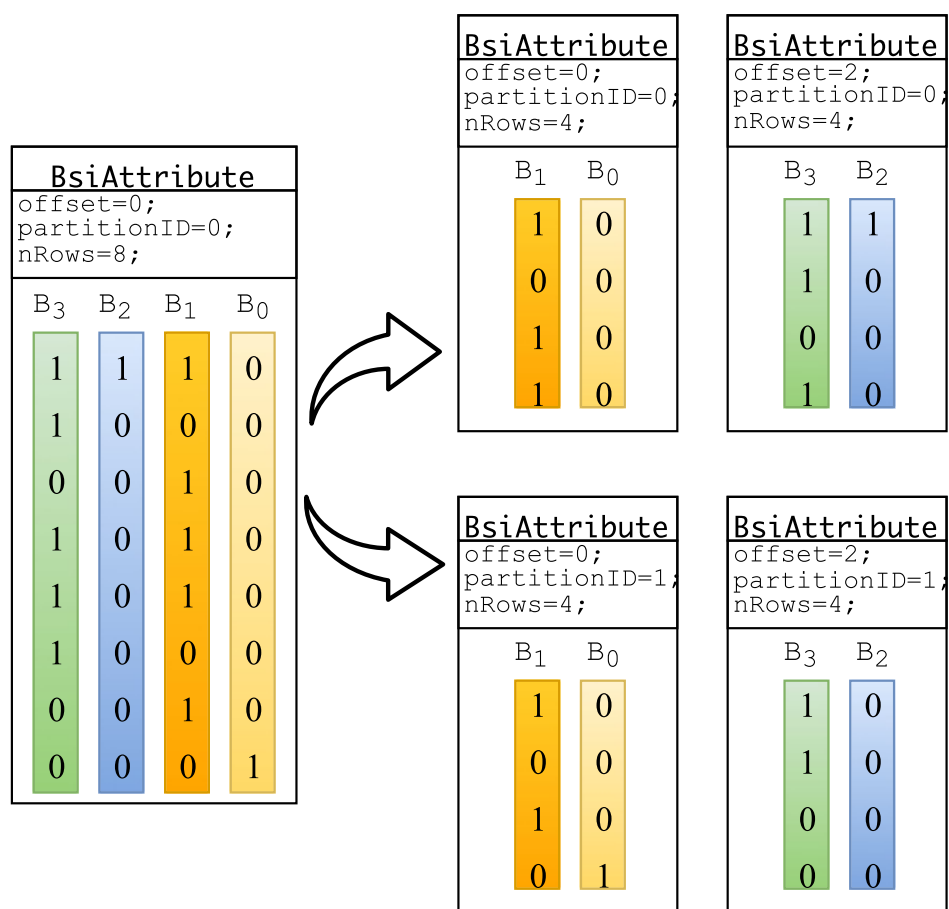 BsiAttribute
offset=0;
partitionID=0;
nRows=8;
B3 B2 B1 B0
1 1 1 0
1 0 0 0
0 0 1 0
1 0 1 0
1 0 1 0
1 0 0 0
0 0 1 0
0 0 0 1
BsiAttribute
offset=0;
partitionID=0;
nRows=4;
B1 B0
1 0
0 0
1 0
1 0
BsiAttribute
offset=2;
partitionID=0;
nRows=4;
B3 B2
1 1
1 0
0 0
1 0
BsiAttribute
offset=0;
partitionID=1;
nRows=4;
B1 B0
1 0
0 0
1 0
0 1
BsiAttribute
offset=2;
partitionID=1;
nRows=4;
B3 B2
1 0
1 0
0 0
0 0